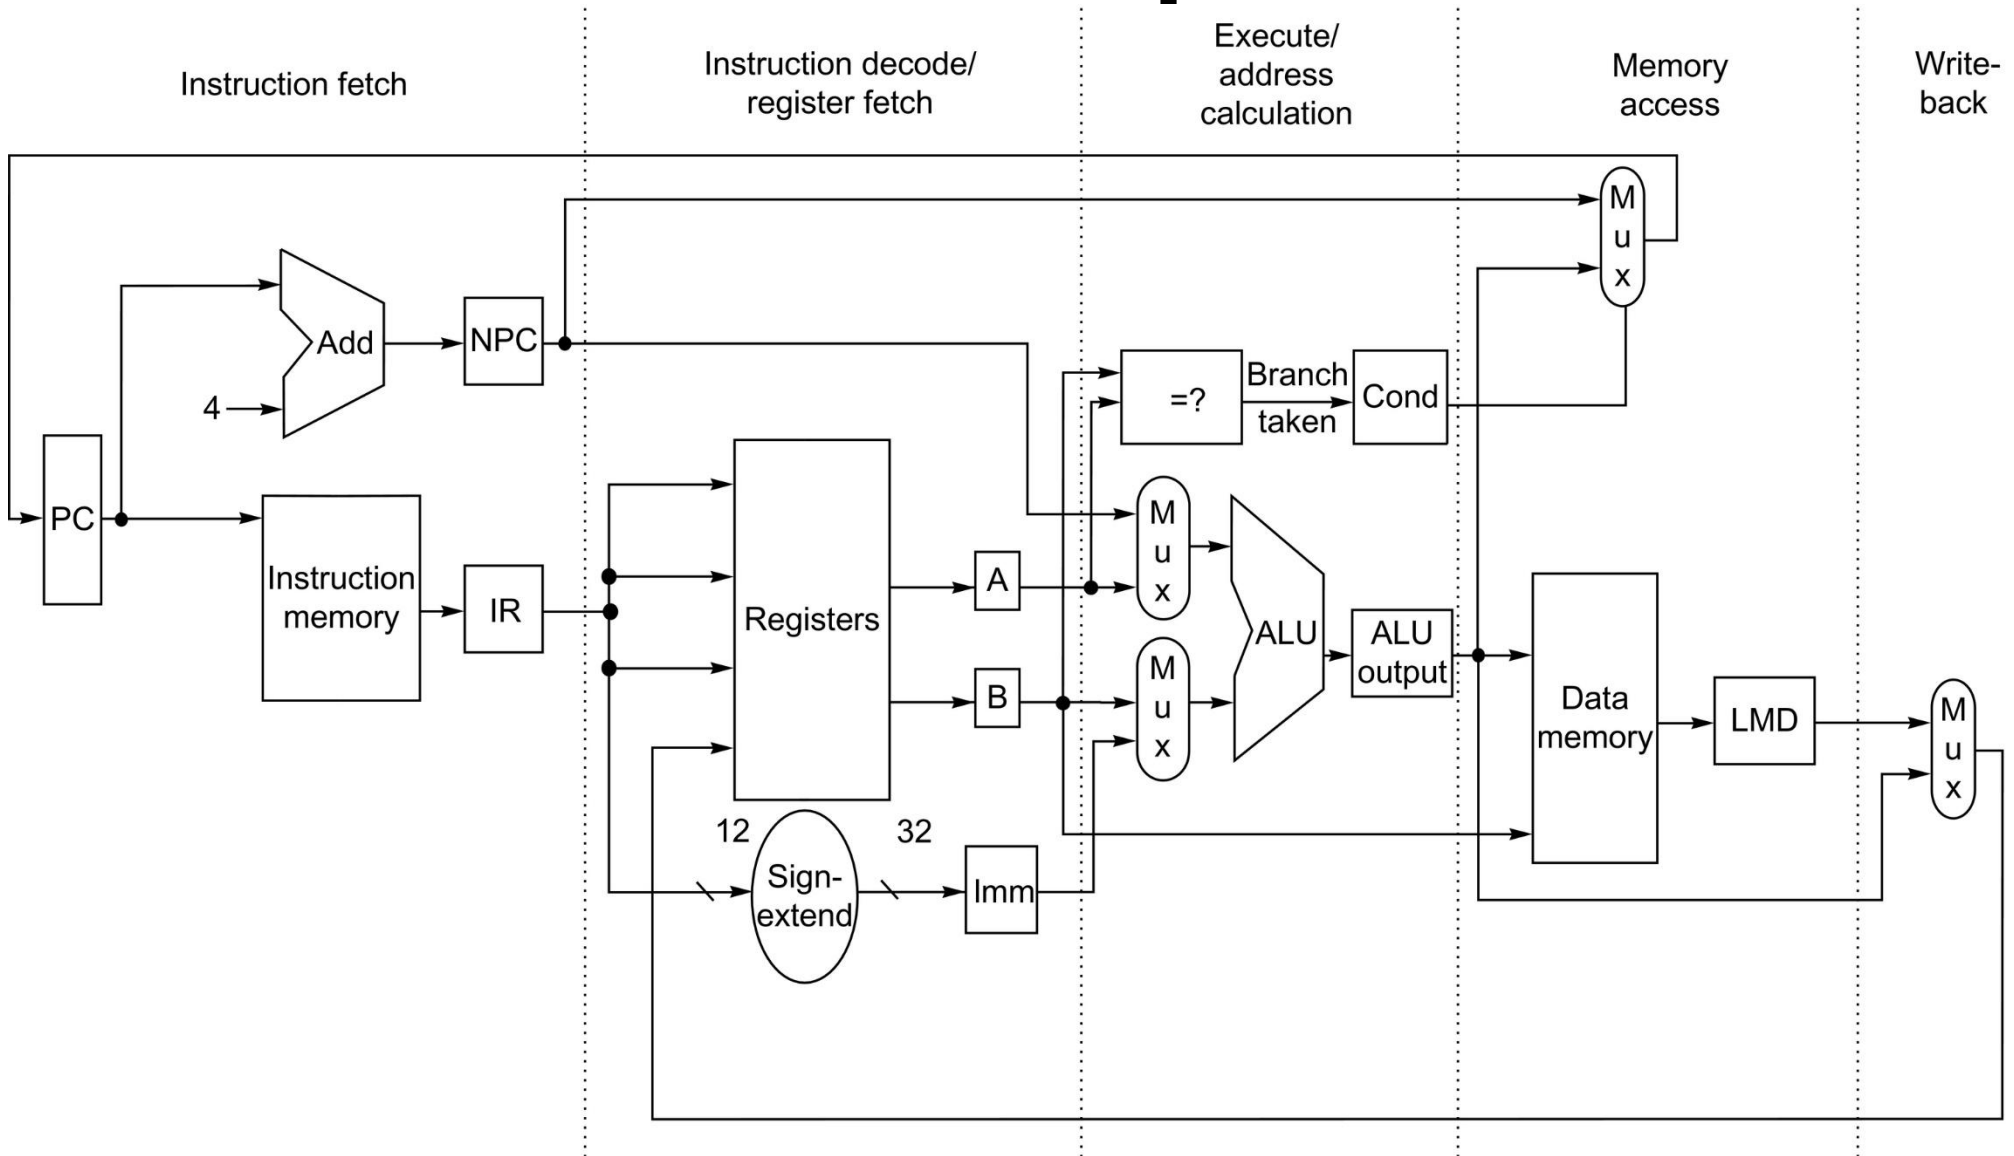 Instruction fetch
Instruction decode/
register fetch
Execute/
address
calculation
Memory
access
Write-
back
M
u
x
Add
NPC
4
=?
Branch
taken
Cond
PC
Instruction
memory
IR
Registers
A
B
M
u
x
M
u
x
ALU
ALU
output
Data
memory
LMD
M
u
x
12
32
Sign-
extend
Imm